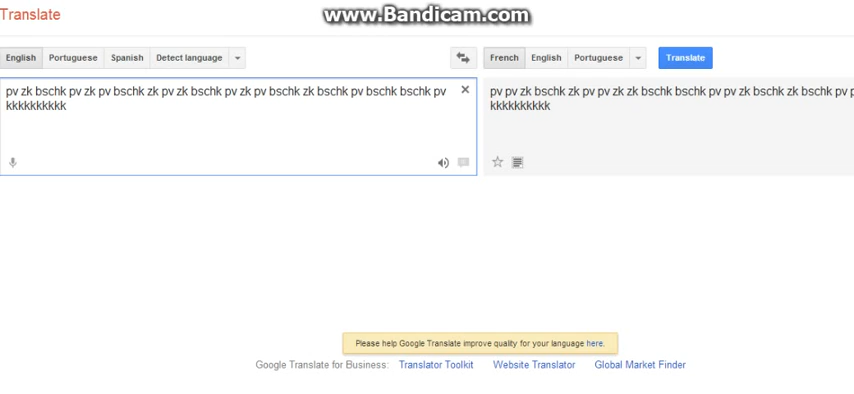 www.Bandicam.com
Translate
English Portuguese Spanish Detect language
French English Portuguese Translate
pv zk bschk pv zk pv bschk zk pv zk bschk pv zk pv bschk zk bschk pv bschk bschk pv
kkkkkkkkkk
pv pv zk bschk zk pv pv zk zk bschk bschk pv pv zk bschk zk bschk pv p
kkkkkkkkkk
Please help Google Translate improve quality for your language here.
Google Translate for Business: Translator Toolkit Website Translator Global Market Finder